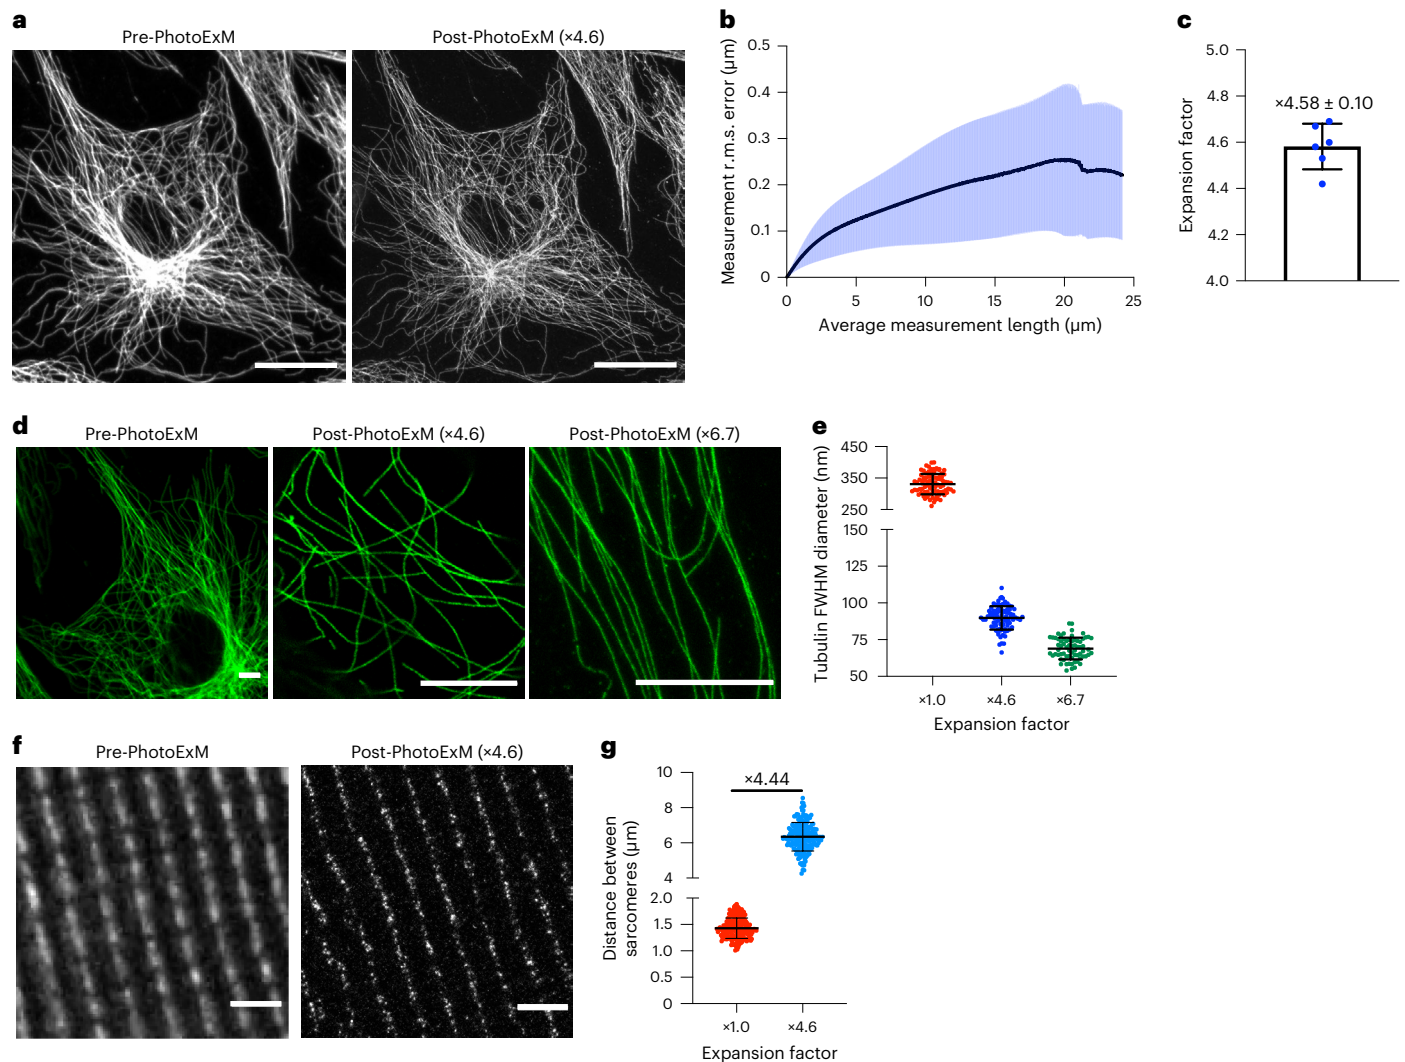 a
Pre-PhotoExM
Post-PhotoExM (×4.6)
b
Measurement r.m.s. error (μm)
0.5
0.4
0.3
0.2
0.1
0
0
5
10
15
20
25
Average measurement length (μm)
c
Expansion factor
5.0
4.8
4.6
4.4
4.2
4.0
×4.58 ± 0.10
d
Pre-PhotoExM
Post-PhotoExM (×4.6)
Post-PhotoExM (×6.7)
e
Tubulin FWHM diameter (nm)
450
350
250
150
125
100
75
50
×1.0
×4.6
×6.7
Expansion factor
f
Pre-PhotoExM
Post-PhotoExM (×4.6)
g
Distance between
sarcomeres (μm)
10
8
6
4
2.0
1.5
1.0
0.5
0
×4.44
×1.0
×4.6
Expansion factor